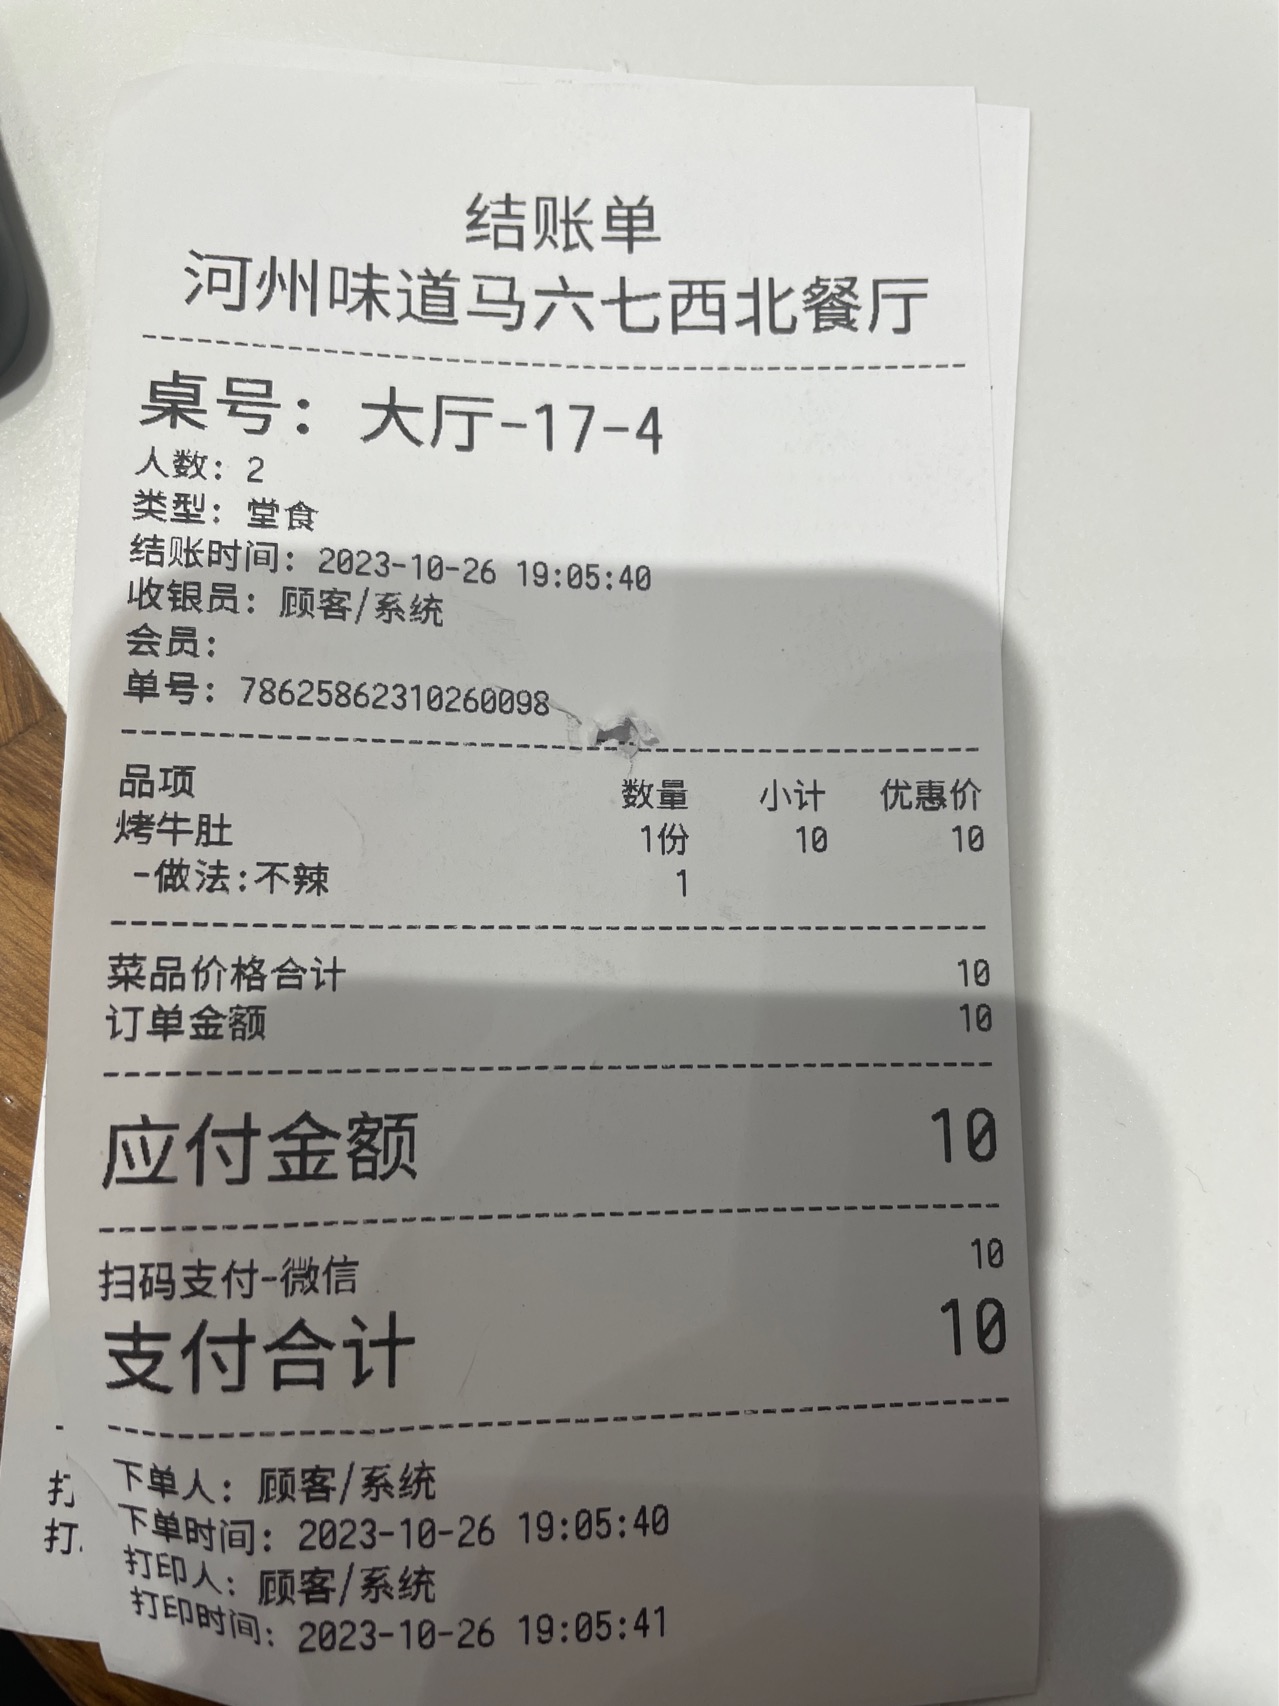 结账单
河州味道马六七西北餐厅
桌号：大厅-17-4
人数：2
类型：堂食
结账时间：2023-10-26 19:05:40
收银员：顾客/系统
会员：
单号：78625862310260098
品项 数量 小计 优惠价
烤牛肚 1份 10 10
-做法:不辣 1
菜品价格合计 10
订单金额 10
应付金额 10
扫码支付-微信 10
支付合计 10
下单人：顾客/系统
下单时间：2023-10-26 19:05:40
打印人：顾客/系统
打印时间：2023-10-26 19:05:41
打
打